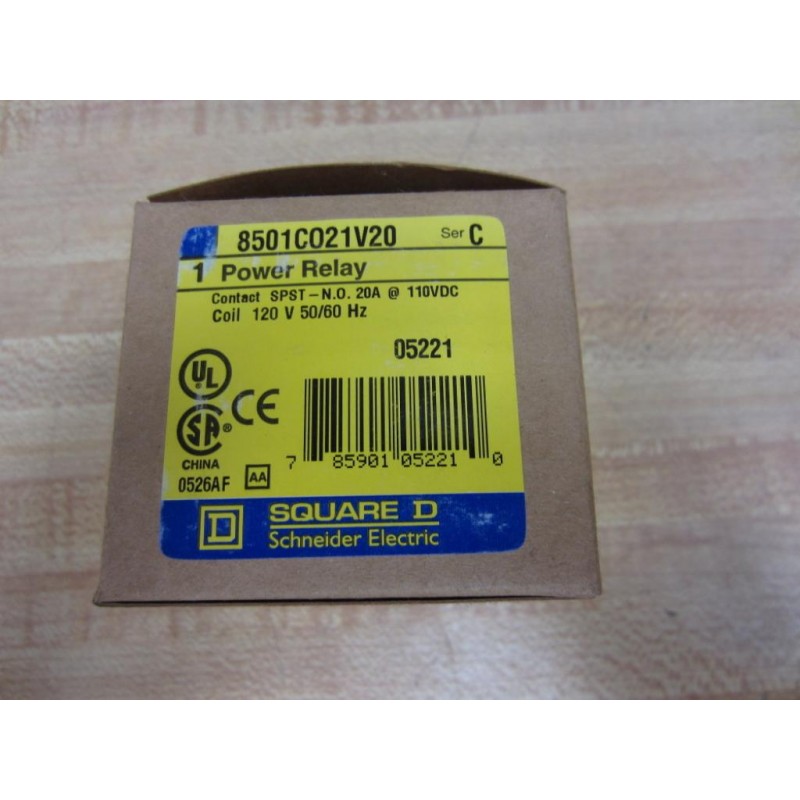 8501CO21V20 Ser C
1 Power Relay
Contact SPST-N.O. 20A @ 110VDC
Coil 120 V 50/60 Hz
05221
UL
CE
SA®
CHINA
7 85901 05221 0
0526AF AA
D SQUARE D
Schneider Electric